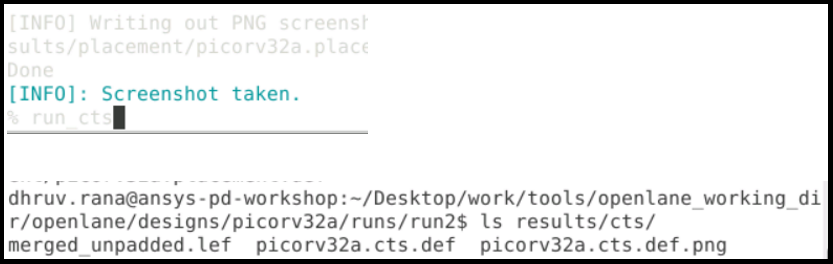 [INFO] Writing out PNG screensh
sults/placement/picorv32a.place
Done
[INFO]: Screenshot taken.
% run_cts
dhruv.rana@ansys-pd-workshop:~/Desktop/work/tools/openlane_working_di
r/openlane/designs/picorv32a/runs/run2$ ls results/cts/
merged_unpadded.lef  picorv32a.cts.def  picorv32a.cts.def.png